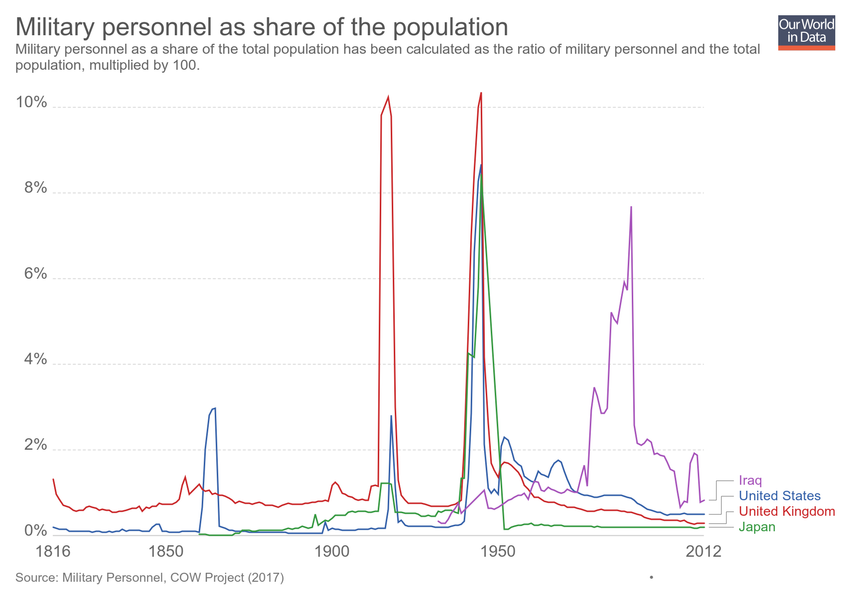 Military personnel as share of the population
Our World
in Data
Military personnel as a share of the total population has been calculated as the ratio of military personnel and the total
population, multiplied by 100.
10%
8%
6%
4%
2%
0%
Iraq
United States
United Kingdom
Japan
1816
1850
1900
1950
2012
Source: Military Personnel, COW Project (2017)